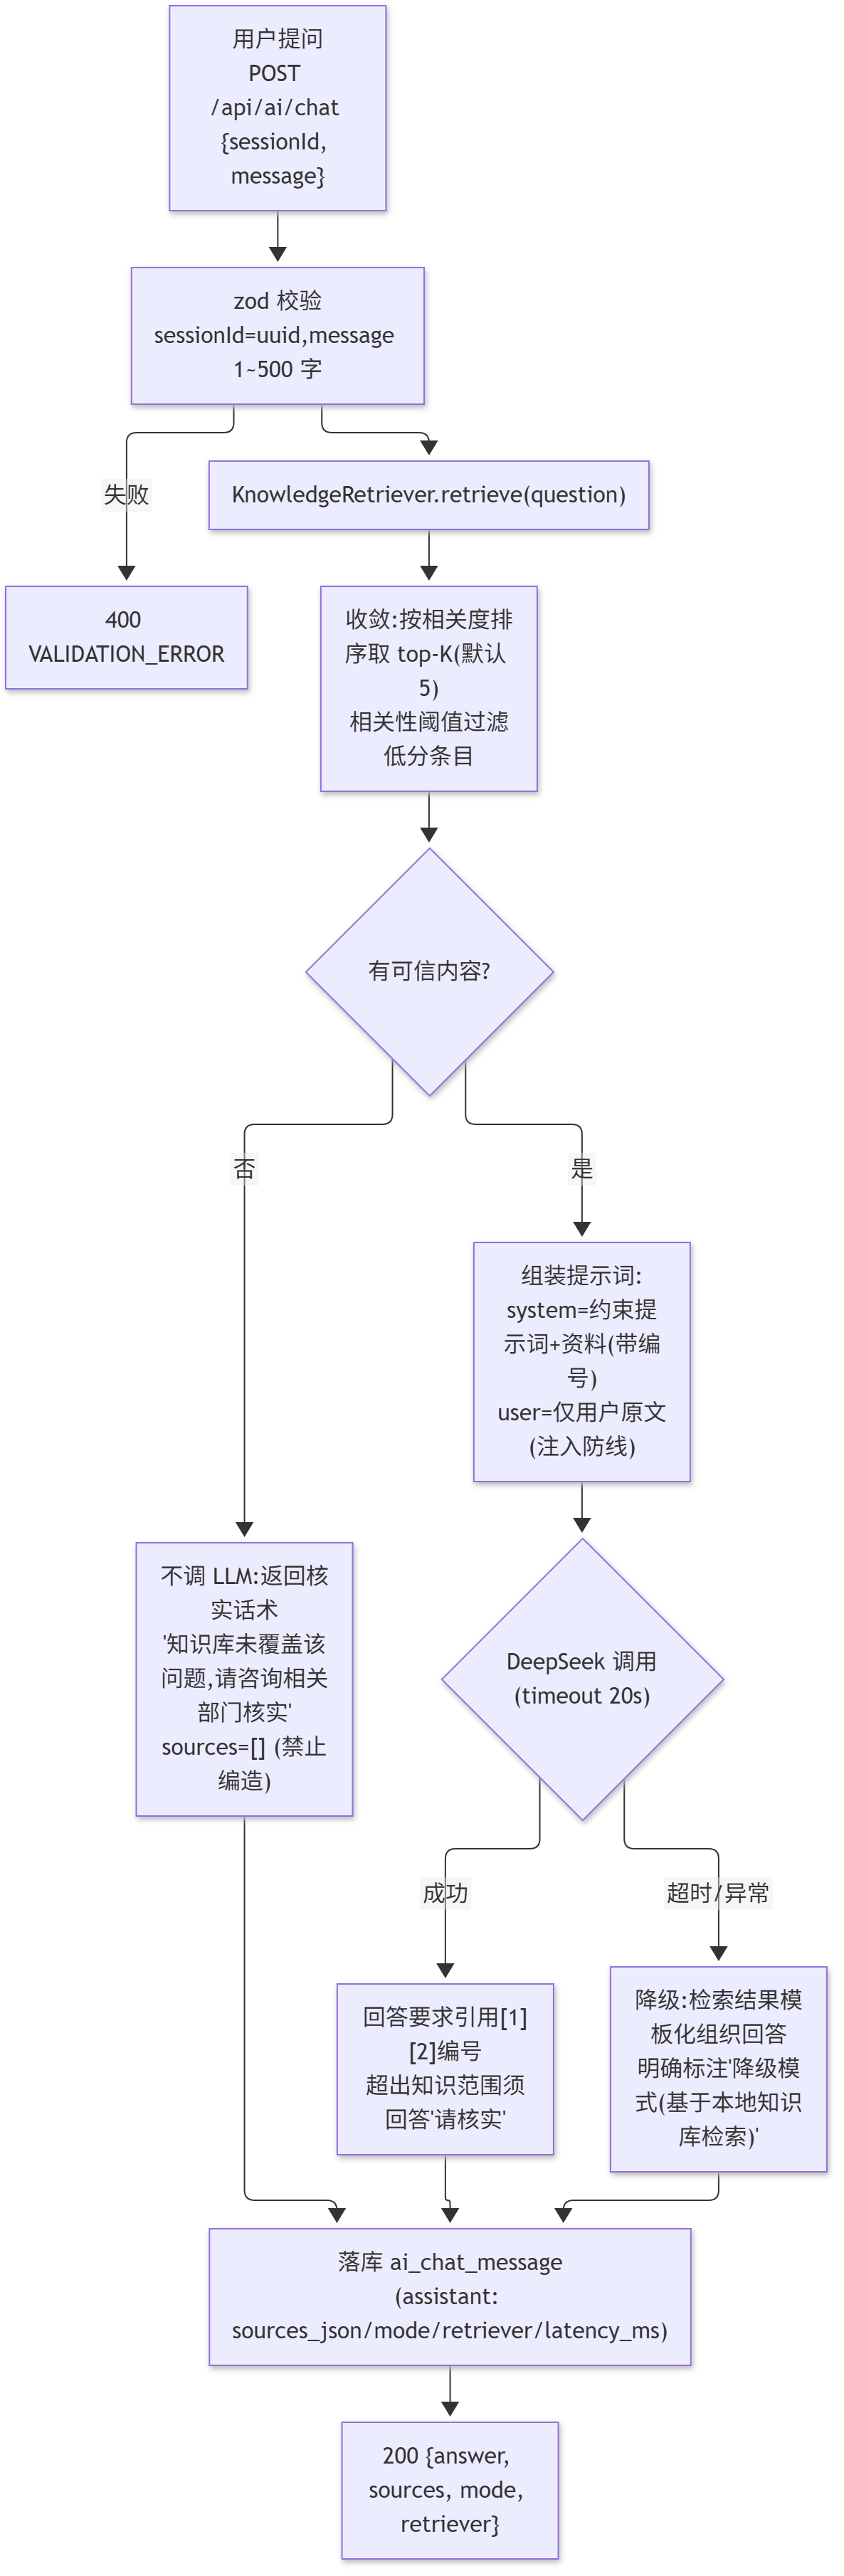 用户提问
POST
/api/ai/chat
{sessionId,
message}
zod 校验
sessionId=uuid,message
1~500 字
失败
KnowledgeRetriever.retrieve(question)
400
VALIDATION_ERROR
收敛:按相关度排
序取 top-K(默认
5)
相关性阈值过滤
低分条目
有可信内容?
否
是
组装提示词:
system=约束提
示词+资料(带编
号)
user=仅用户原文
(注入防线)
不调 LLM:返回核
实话术
'知识库未覆盖该
问题,请咨询相关
部门核实'
sources=[] (禁止
编造)
DeepSeek 调用
(timeout 20s)
成功
超时/异常
回答要求引用[1]
[2]编号
超出知识范围须
回答'请核实'
降级:检索结果模
板化组织回答
明确标注'降级模
式(基于本地知识
库检索)'
落库 ai_chat_message
(assistant:
sources_json/mode/retriever/latency_ms)
200 {answer,
sources, mode,
retriever}